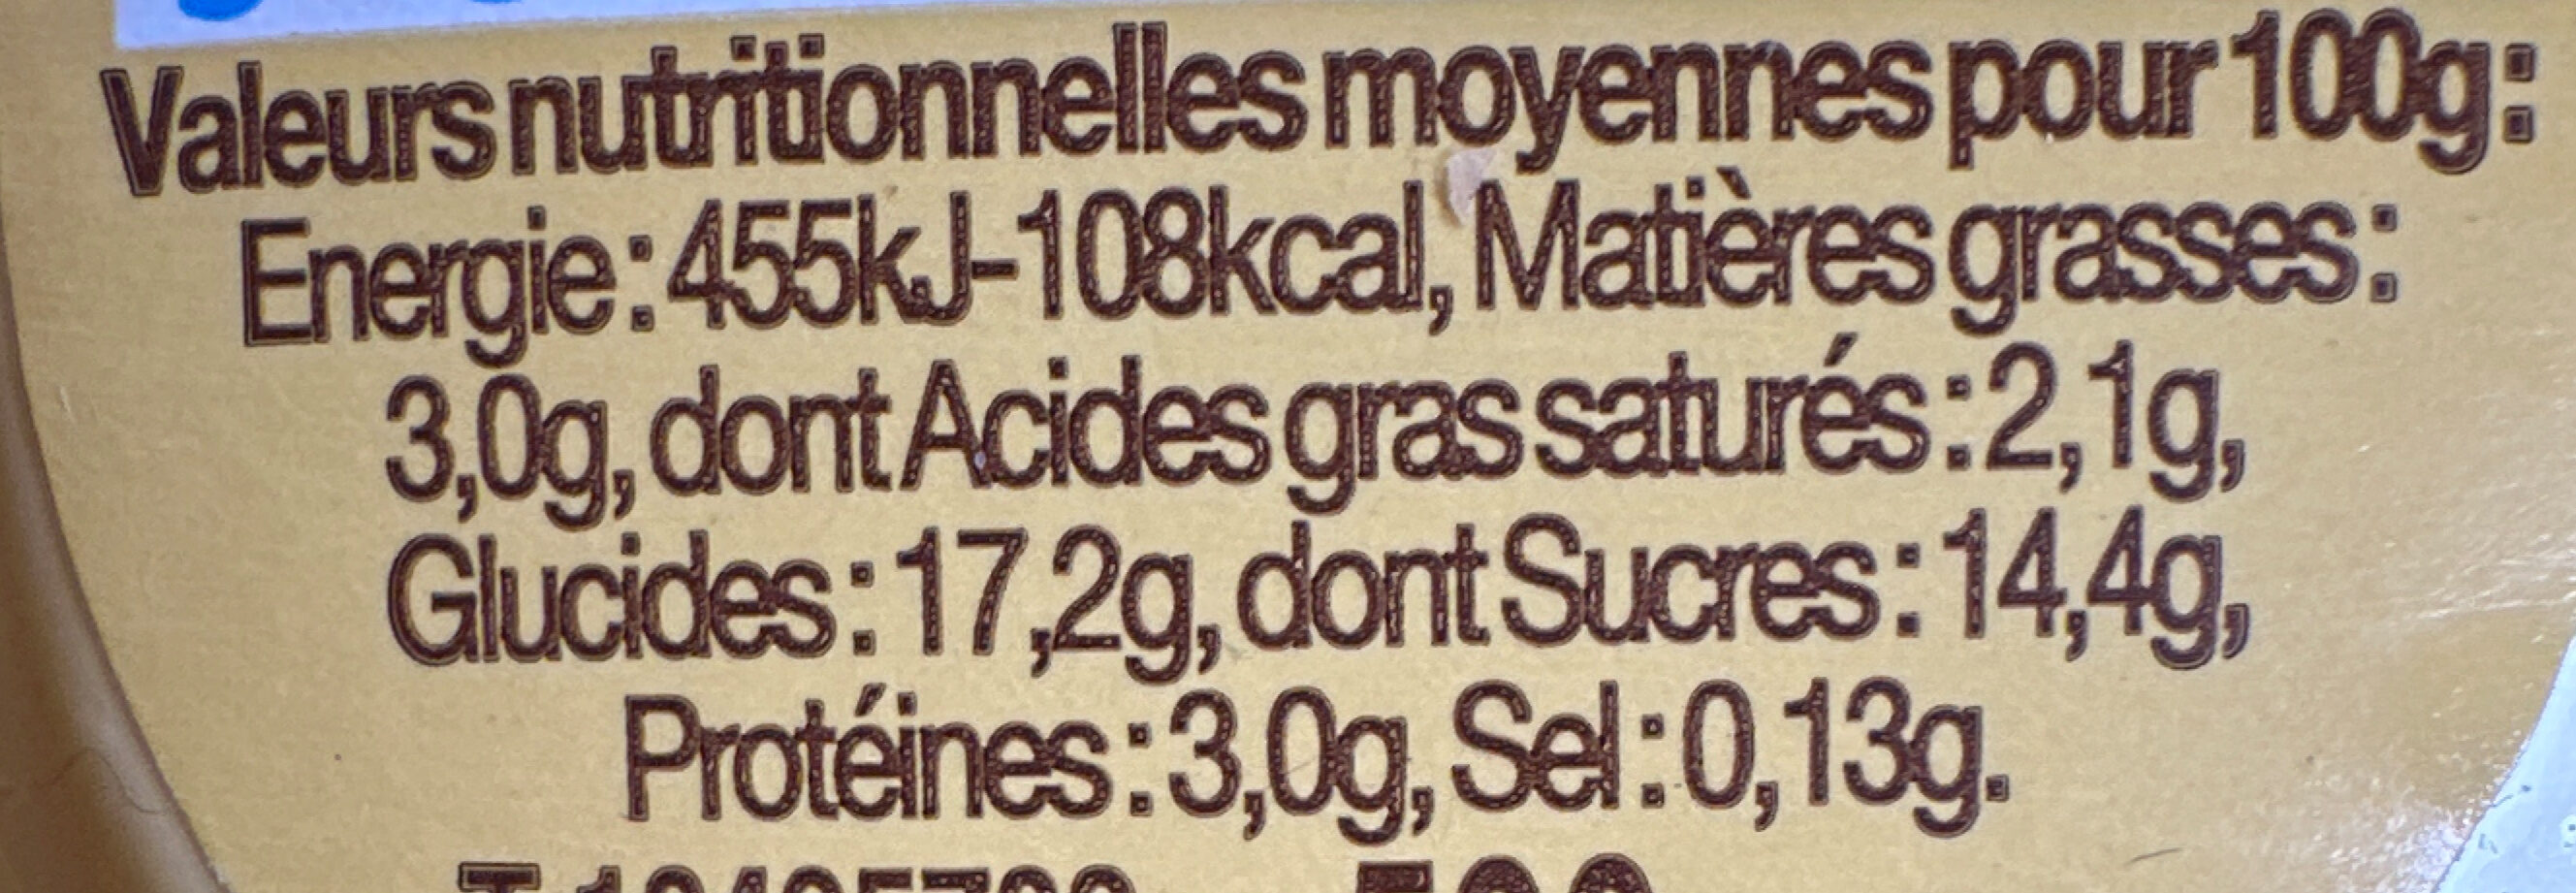 Valeurs nutritionnelles moyennes pour 100g :
Energie : 455kJ-108kcal, Matières grasses :
3,0g, dont Acides gras saturés : 2,1g,
Glucides : 17,2g, dont Sucres : 14,4g,
Protéines : 3,0g, Sel : 0,13g.